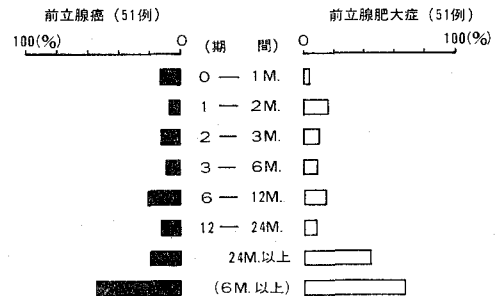 前立腺癌 (51例) 前立腺肥大症 (51例)
100(%) 0 (期 間) 0 100(%)
0 — 1M.
1 — 2M.
2 — 3M.
3 — 6M.
6 — 12M.
12 — 24M.
24M.以上
(6M.以上)